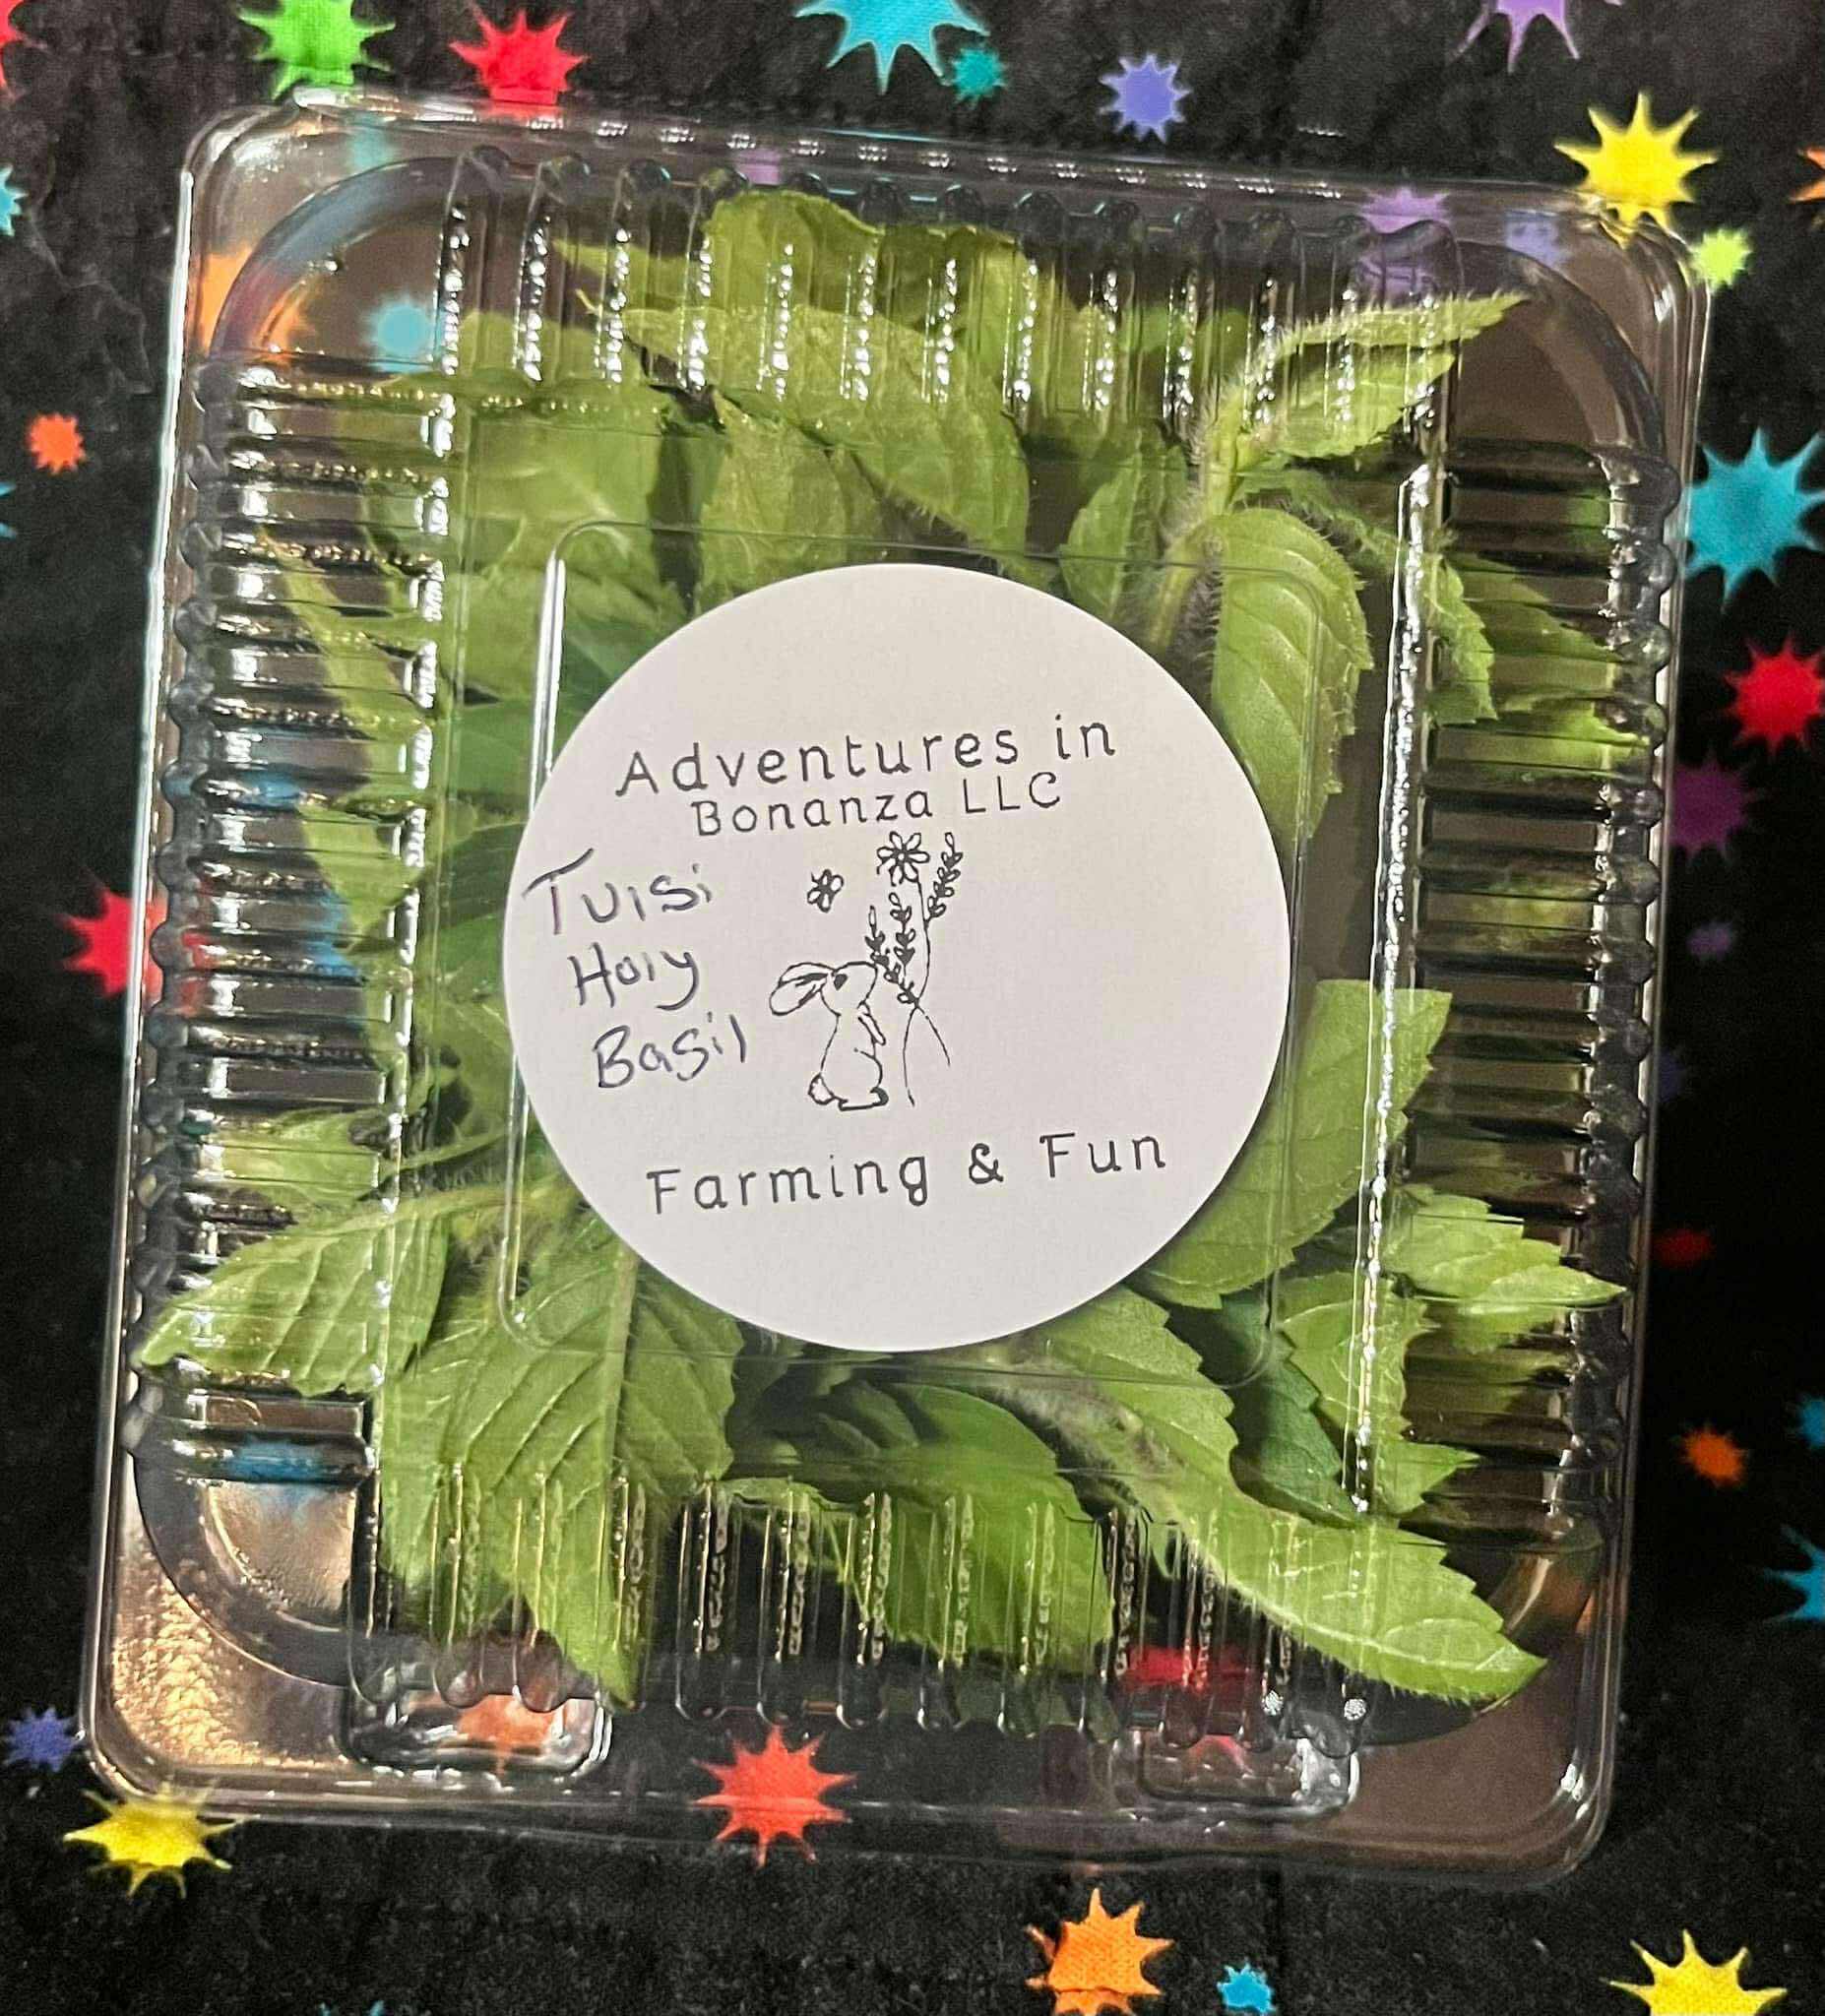 Adventures in
Bonanza LLC
Tulsi
Holy
Basil
Farming & Fun